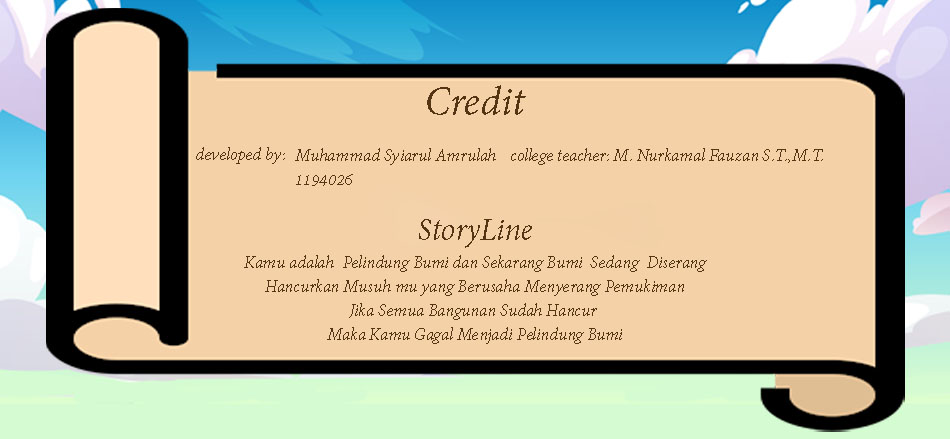 Credit
developed by: Muhammad Syiarul Amrulah college teacher: M. Nurkamal Fauzan S.T.,M.T.
1194026
StoryLine
Kamu adalah Pelindung Bumi dan Sekarang Bumi Sedang Diserang
Hancurkan Musuh mu yang Berusaha Menyerang Pemukiman
Jika Semua Bangunan Sudah Hancur
Maka Kamu Gagal Menjadi Pelindung Bumi